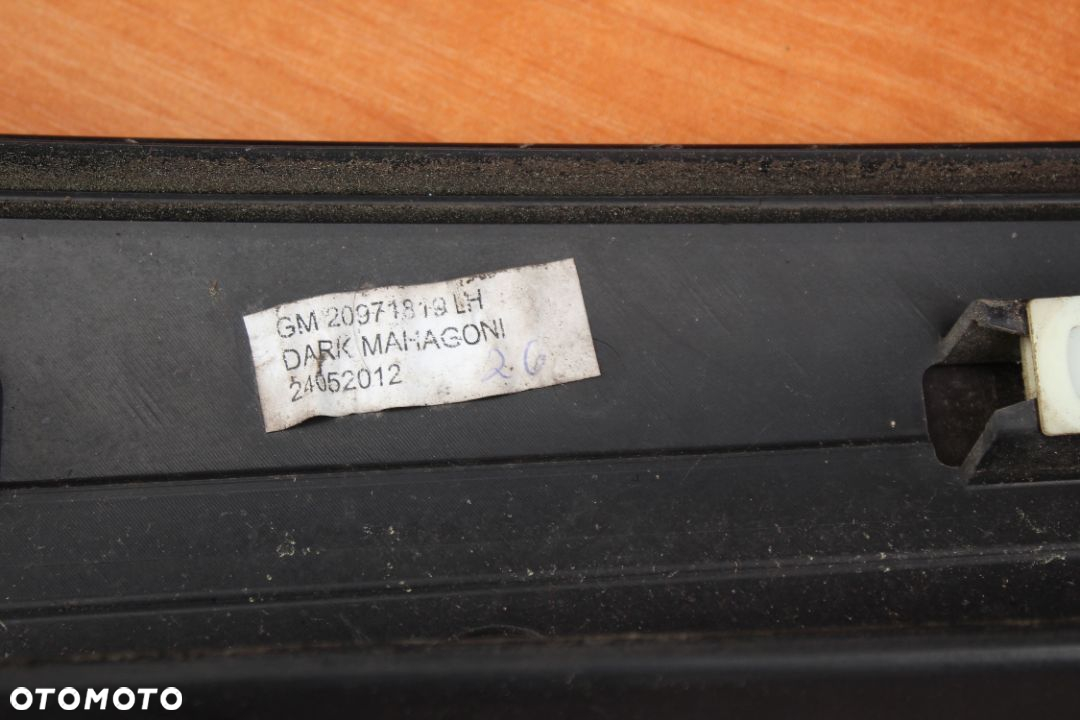 GM 20971819 LH
DARK MAHAGONI
24052012
26
OTOMOTO